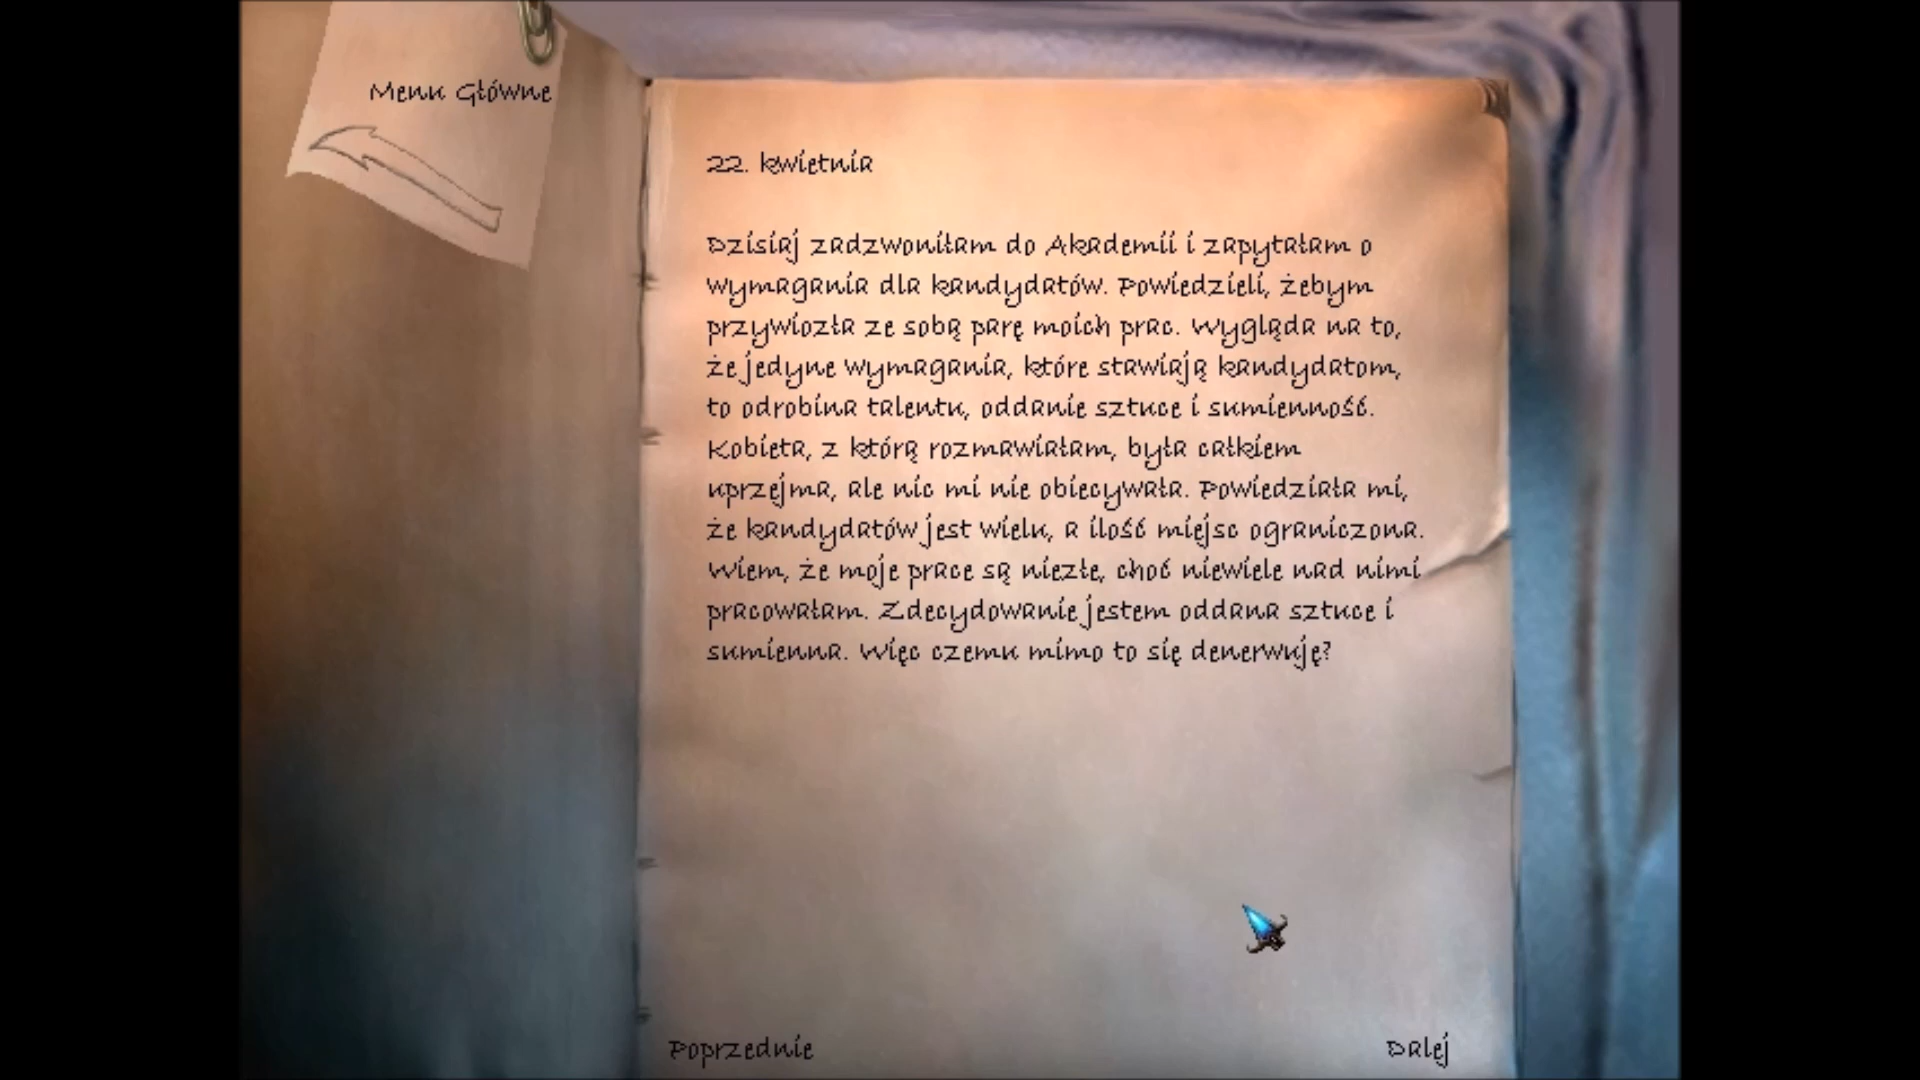 Menu Główne
22. kwietnia
Dzisiaj zadzwoniłam do Akademii i zapytałam o
wymagania dla kandydatów. Powiedzieli, żebym
przywiozła ze sobą parę moich prac. Wygląda na to,
że jedyne wymagania, które stawiają kandydatom,
to odrobina talentu, oddanie sztuce i sumienność.
Kobieta, z którą rozmawiałam, była całkiem
uprzejma, ale nic mi nie obiecywała. Powiedziała mi,
że kandydatów jest wielu, a ilość miejsc ograniczona.
Wiem, że moje prace są niezłe, choć niewiele nad nimi
pracowałam. Zdecydowanie jestem oddana sztuce i
sumienna. Więc czemu mimo to się denerwuję?
Poprzednie
Dalej